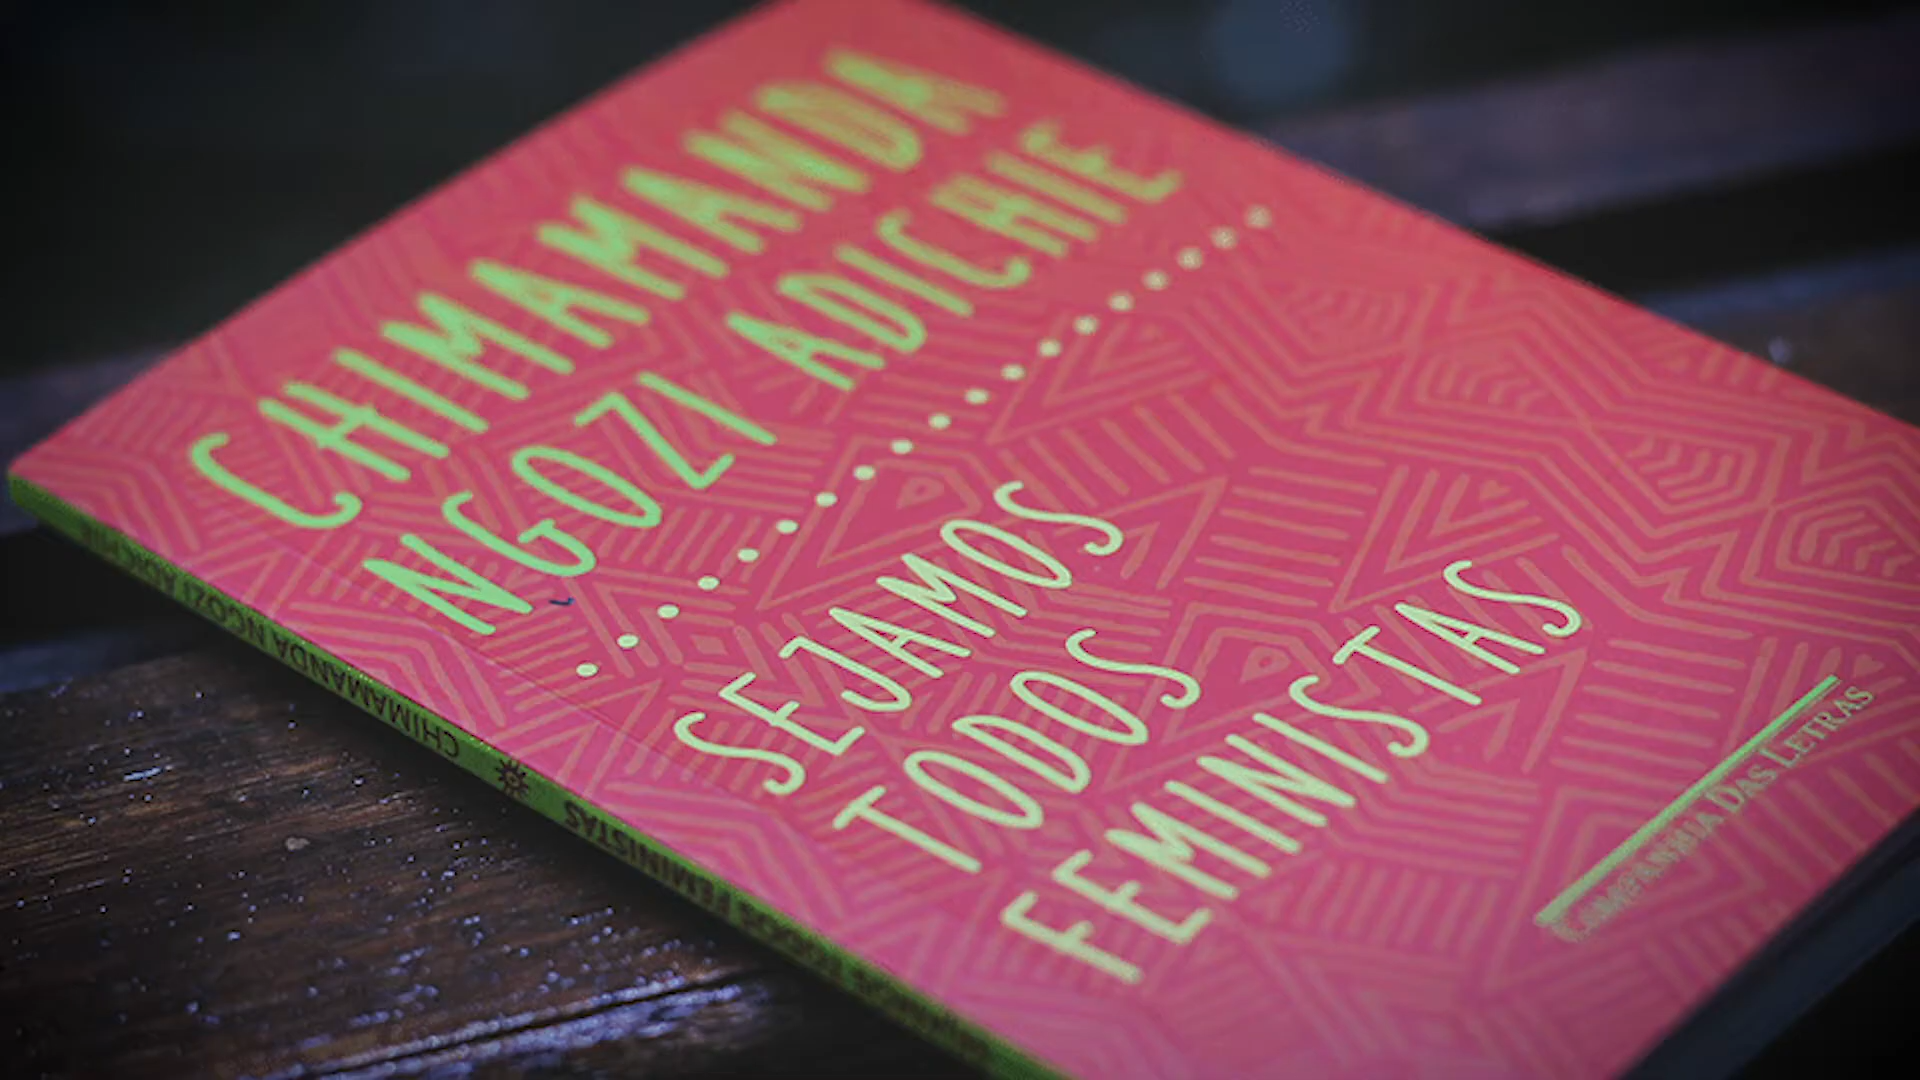 CHIMAMANDA
NGOZI ADICHIE
SEJAMOS
TODOS
FEMINISTAS
COMPANHIA DAS LETRAS
CHIMAMANDA NGOZI ADICHIE
SEJAMOS TODOS FEMINISTAS